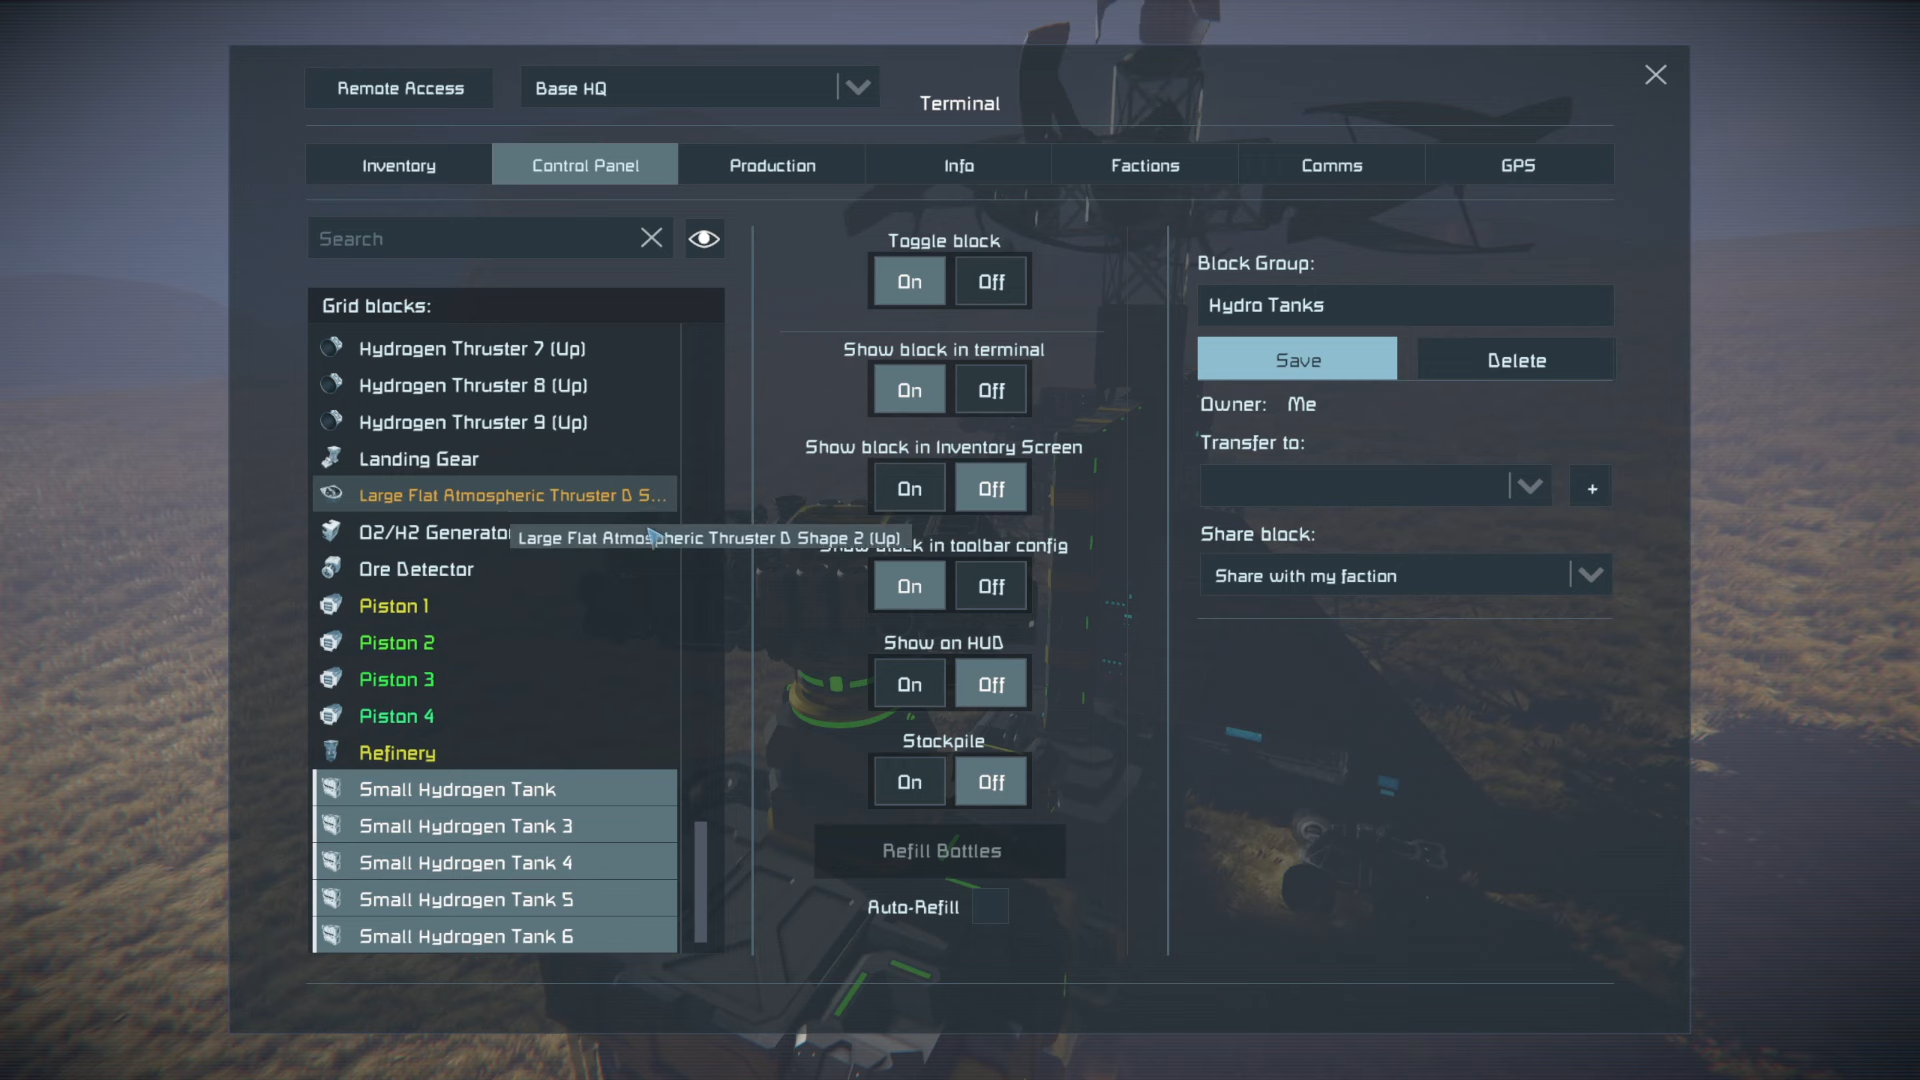 Remote Access
Base HQ
Terminal
Inventory
Control Panel
Production
Info
Factions
Comms
GPS
Search
Grid blocks:
Hydrogen Thruster 7 (Up)
Hydrogen Thruster 8 (Up)
Hydrogen Thruster 9 (Up)
Landing Gear
Large Flat Atmospheric Thruster D S...
O2/H2 Generator
Large Flat Atmospheric Thruster D Shape 2 (Up)
Ore Detector
Piston 1
Piston 2
Piston 3
Piston 4
Refinery
Small Hydrogen Tank
Small Hydrogen Tank 3
Small Hydrogen Tank 4
Small Hydrogen Tank 5
Small Hydrogen Tank 6
Toggle block
On Off
Show block in terminal
On Off
Show block in Inventory Screen
On Off
Show block in toolbar config
On Off
Show on HUD
On Off
Stockpile
On Off
Refill Bottles
Auto-Refill
Block Group:
Hydro Tanks
Save
Delete
Owner: Me
Transfer to:
+
Share block:
Share with my faction